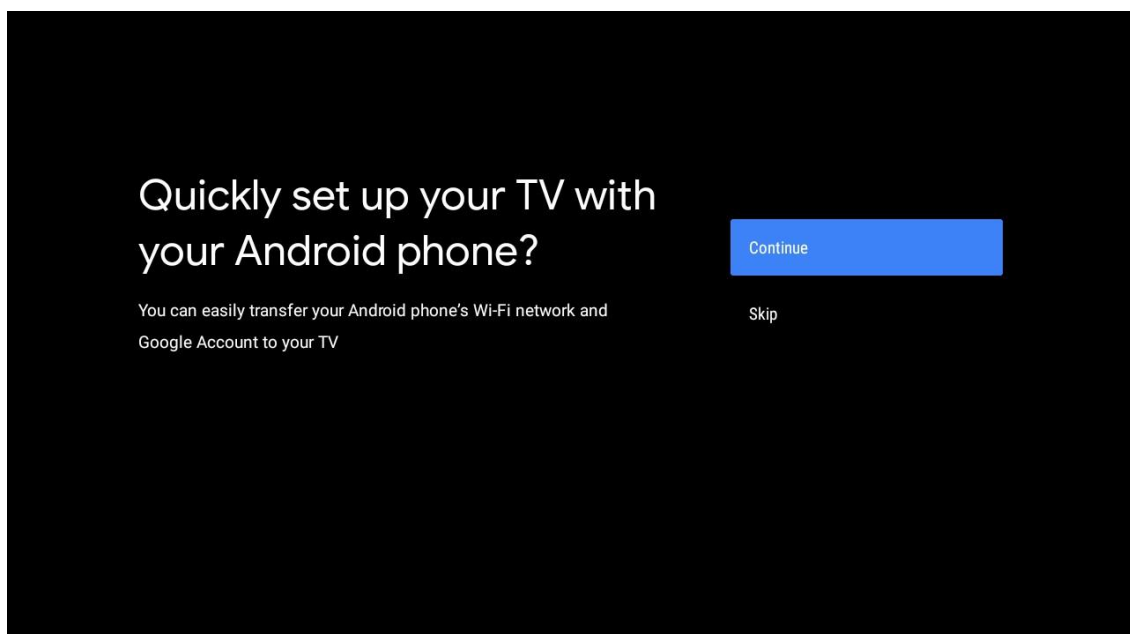 Quickly set up your TV with
your Android phone?
You can easily transfer your Android phone’s Wi-Fi network and
Google Account to your TV
Continue
Skip